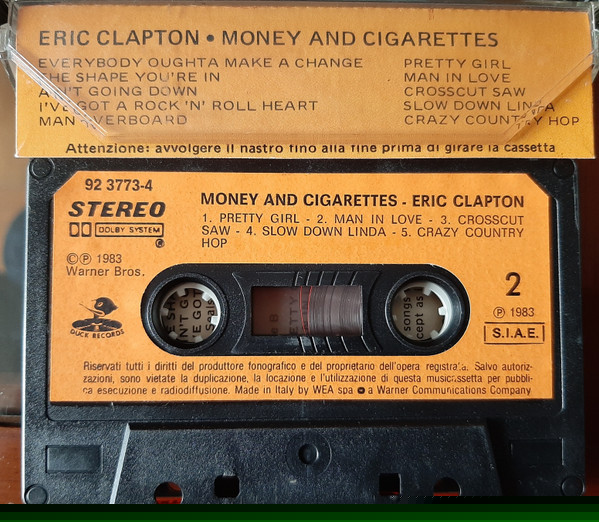 ERIC CLAPTON • MONEY AND CIGARETTES
EVERYBODY OUGHTA MAKE A CHANGE
THE SHAPE YOU'RE IN
AIN'T GOING DOWN
I'VE GOT A ROCK 'N' ROLL HEART
MAN OVERBOARD
PRETTY GIRL
MAN IN LOVE
CROSSCUT SAW
SLOW DOWN LINDA
CRAZY COUNTRY HOP
Attenzione: avvolgere il nastro fino alla fine prima di girare la cassetta
92 3773-4
STEREO
DOLBY SYSTEM
®
© ℗ 1983
Warner Bros.
DUCK RECORDS
MONEY AND CIGARETTES - ERIC CLAPTON
1. PRETTY GIRL - 2. MAN IN LOVE - 3. CROSSCUT
SAW - 4. SLOW DOWN LINDA - 5. CRAZY COUNTRY
HOP
2
℗ 1983
S.I.A.E.
songs
cept as
Riservati tutti i diritti del produttore fonografico e del proprietario dell'opera registrata. Salvo autoriz-
zazioni, sono vietate la duplicazione, la locazione e l'utilizzazione di questa musicassetta per pubbli-
ca esecuzione e radiodiffusione. Made in Italy by WEA spa a Warner Communications Company